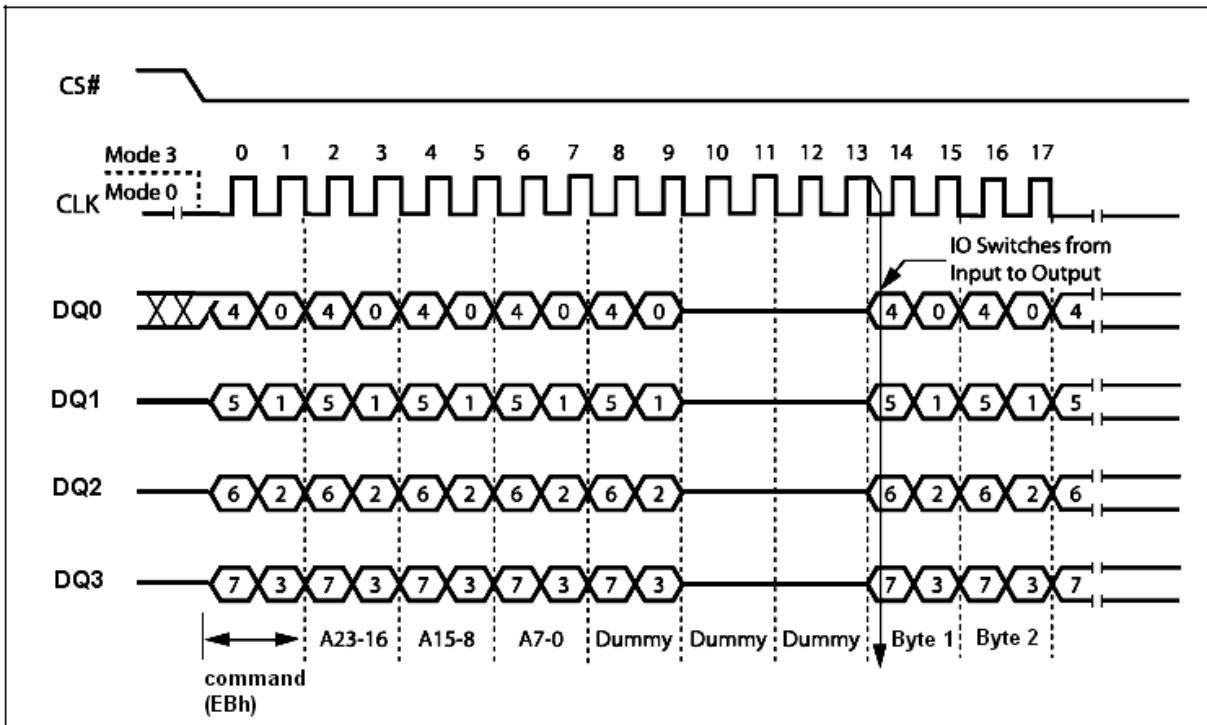 CS#
Mode 3
0 1 2 3 4 5 6 7 8 9 10 11 12 13 14 15 16 17
Mode 0
CLK
IO Switches from
Input to Output
DQ0 4 0 4 0 4 0 4 0 4 0 4 0 4 0 4
DQ1 5 1 5 1 5 1 5 1 5 1 5 1 5 1 5
DQ2 6 2 6 2 6 2 6 2 6 2 6 2 6 2 6
DQ3 7 3 7 3 7 3 7 3 7 3 7 3 7 3 7
A23-16 A15-8 A7-0 Dummy Dummy Dummy Byte 1 Byte 2
command
(EBh)